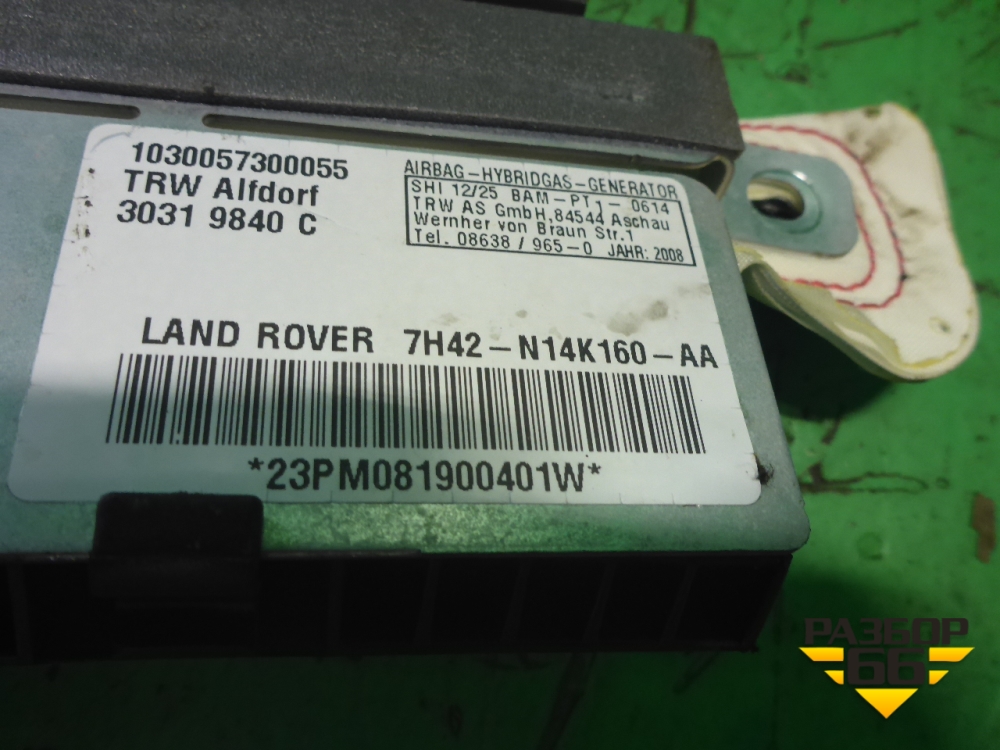 1030057300055
TRW Alfdorf
3031 9840 C
AIRBAG-HYBRIDGAS-GENERATOR
SHI 12/25 BAM-PT1-0614
TRW AS GmbH, 84544 Aschau
Wernher von Braun Str.1
Tel. 08638 / 965-0 JAHR: 2008
LAND ROVER 7H42-N14K160-AA
*23PM081900401W*
РАЗБОР
66